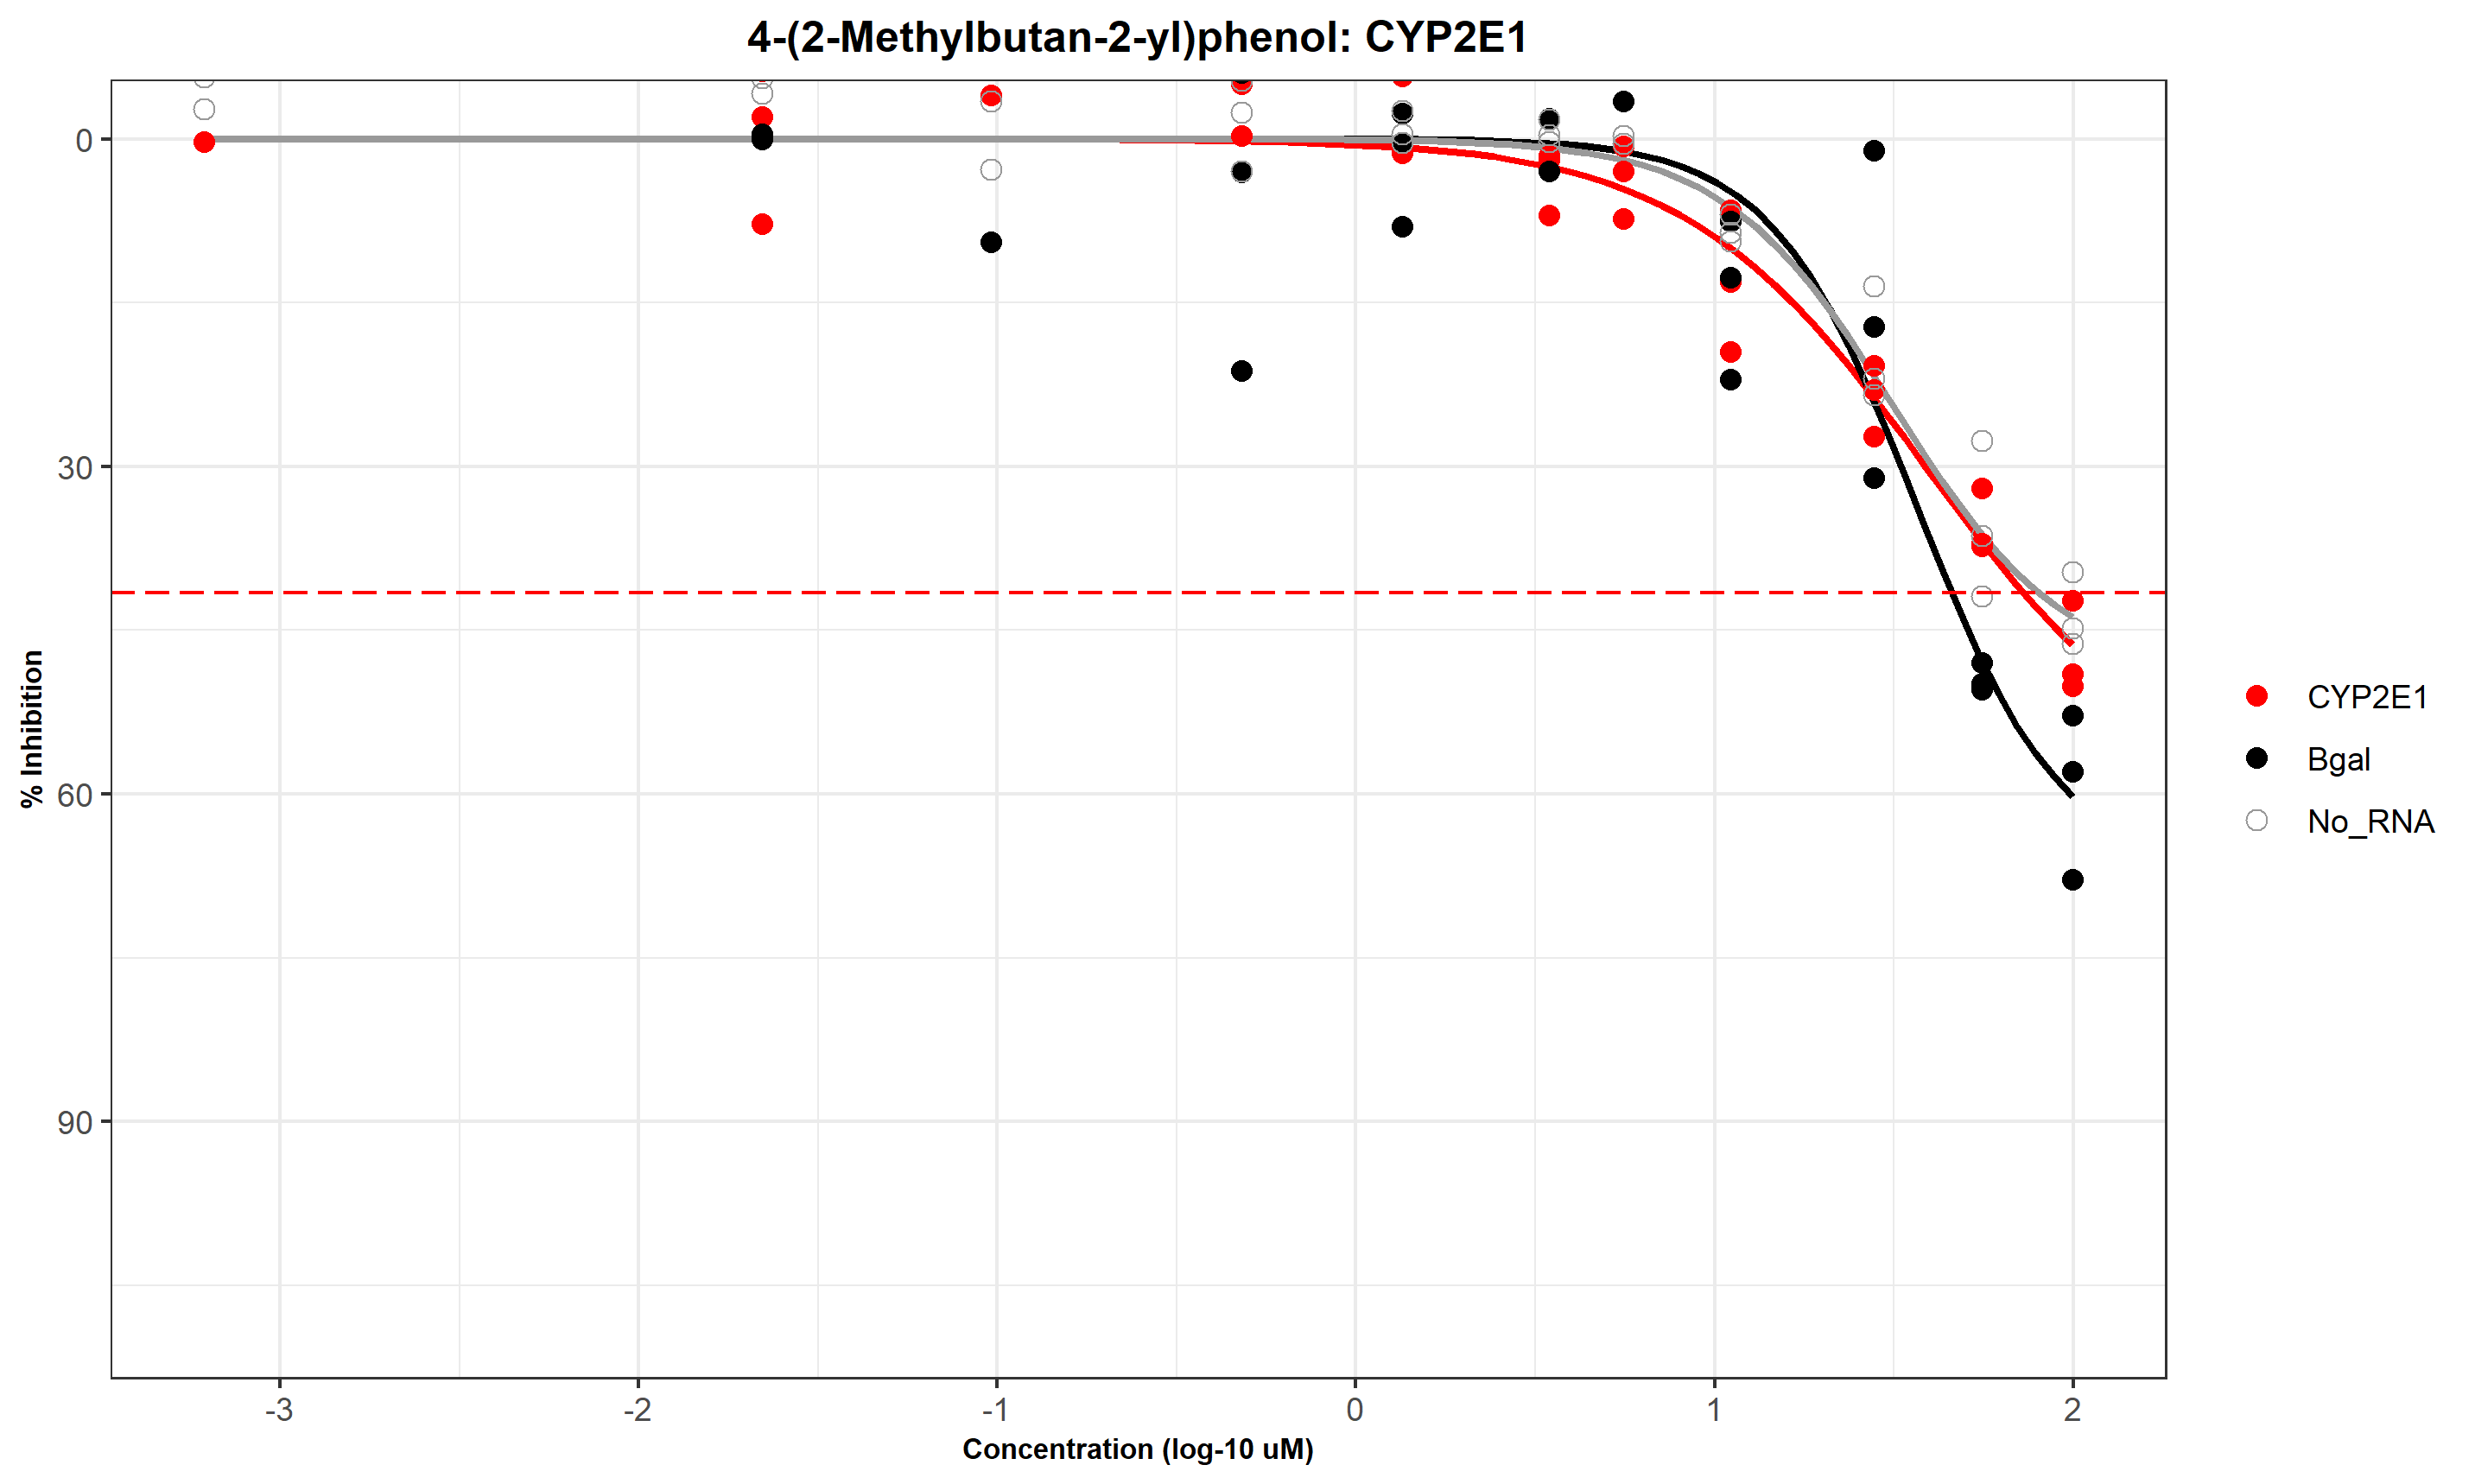 4-(2-Methylbutan-2-yl)phenol: CYP2E1
% Inhibition
0
30
60
90
-3
-2
-1
0
1
2
Concentration (log-10 uM)
CYP2E1
Bgal
No_RNA